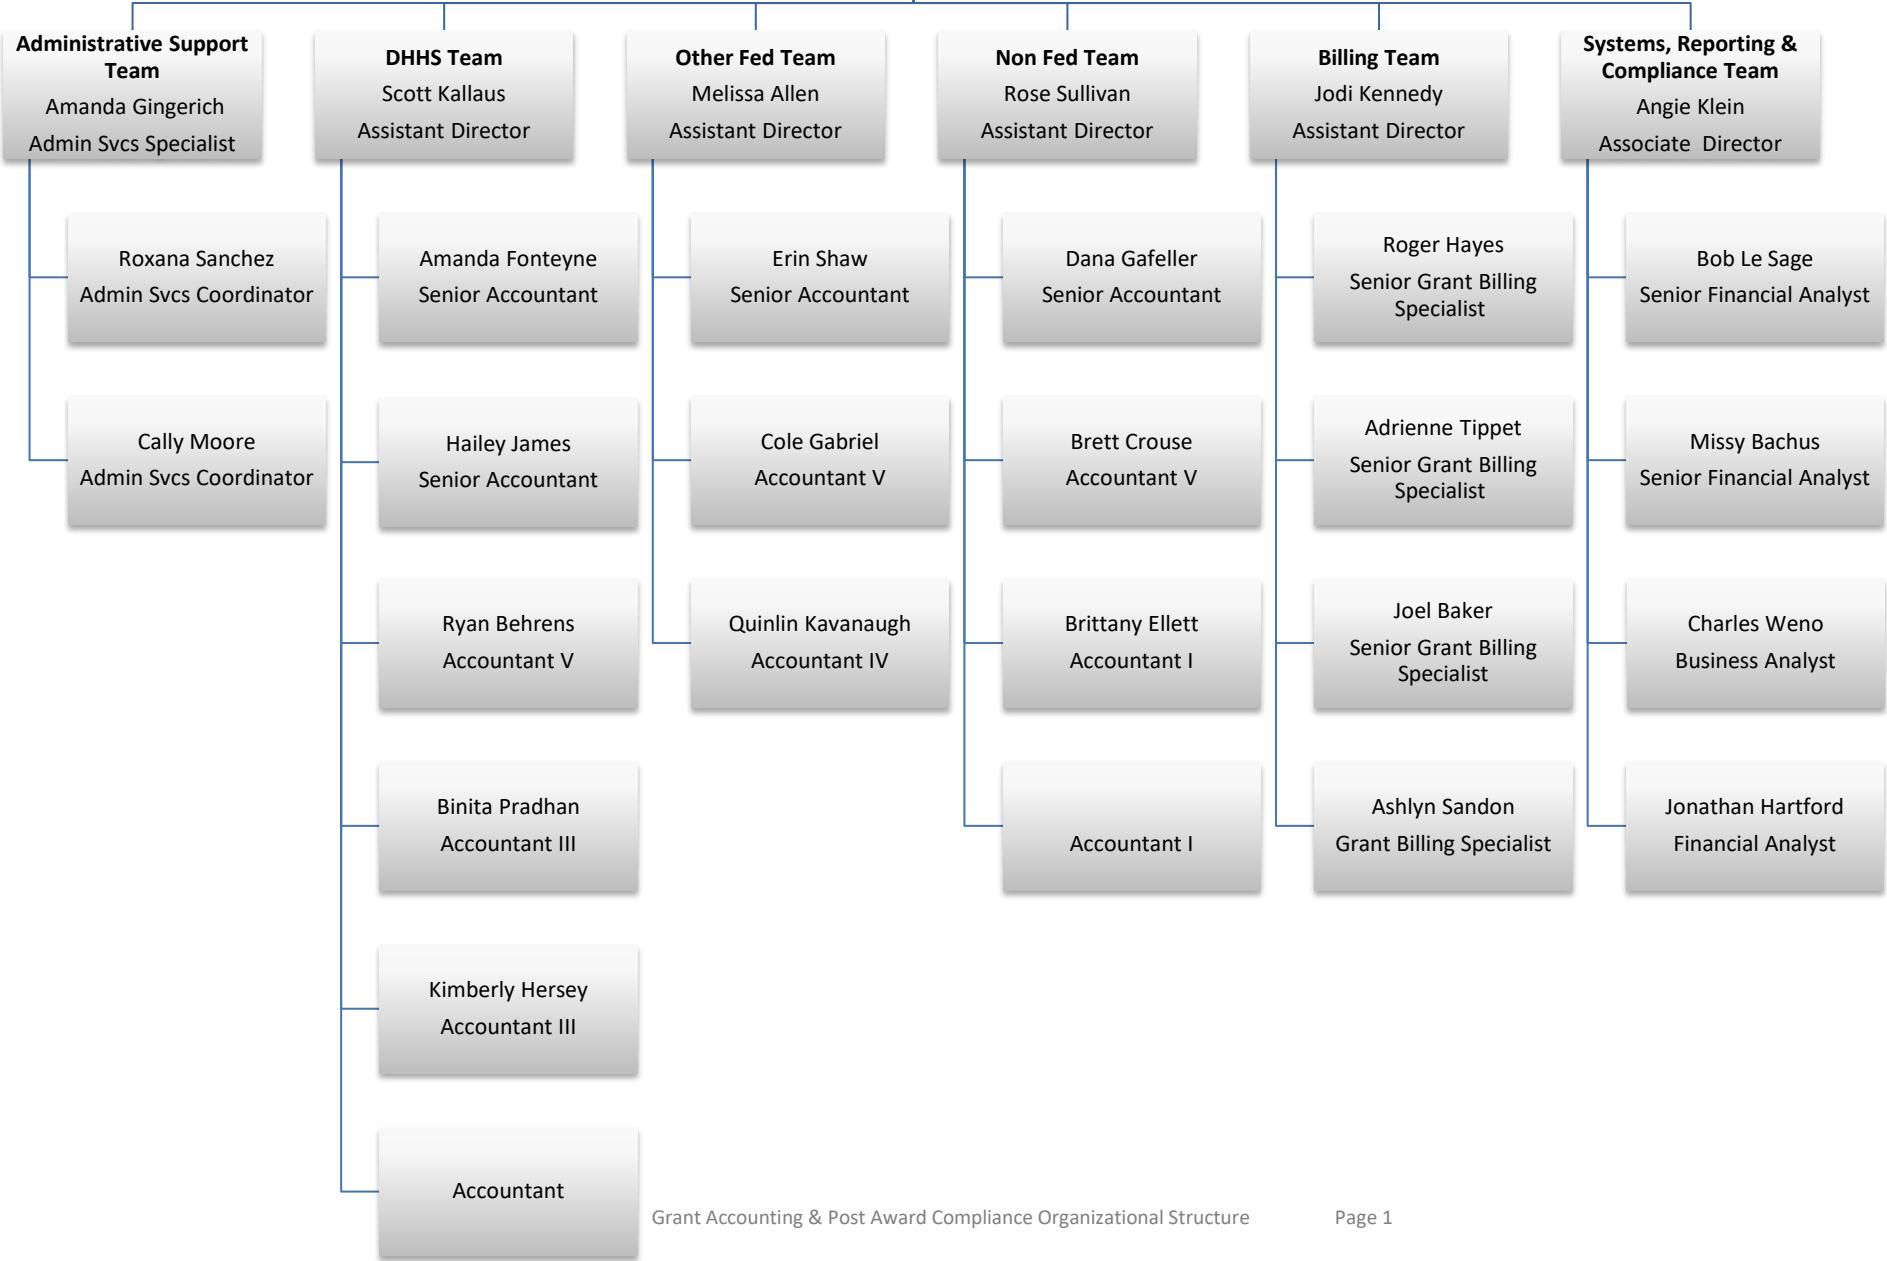 Administrative Support
Team
Amanda Gingerich
Admin Svcs Specialist
DHHS Team
Scott Kallaus
Assistant Director
Other Fed Team
Melissa Allen
Assistant Director
Non Fed Team
Rose Sullivan
Assistant Director
Billing Team
Jodi Kennedy
Assistant Director
Systems, Reporting &
Compliance Team
Angie Klein
Associate Director
Roxana Sanchez
Admin Svcs Coordinator
Cally Moore
Admin Svcs Coordinator
Amanda Fonteyne
Senior Accountant
Hailey James
Senior Accountant
Ryan Behrens
Accountant V
Binita Pradhan
Accountant III
Kimberly Hersey
Accountant III
Accountant
Erin Shaw
Senior Accountant
Cole Gabriel
Accountant V
Quinlin Kavanaugh
Accountant IV
Dana Gafeller
Senior Accountant
Brett Crouse
Accountant V
Brittany Ellett
Accountant I
Accountant I
Roger Hayes
Senior Grant Billing
Specialist
Adrienne Tippet
Senior Grant Billing
Specialist
Joel Baker
Senior Grant Billing
Specialist
Ashlyn Sandon
Grant Billing Specialist
Bob Le Sage
Senior Financial Analyst
Missy Bachus
Senior Financial Analyst
Charles Weno
Business Analyst
Jonathan Hartford
Financial Analyst
Grant Accounting & Post Award Compliance Organizational Structure Page 1